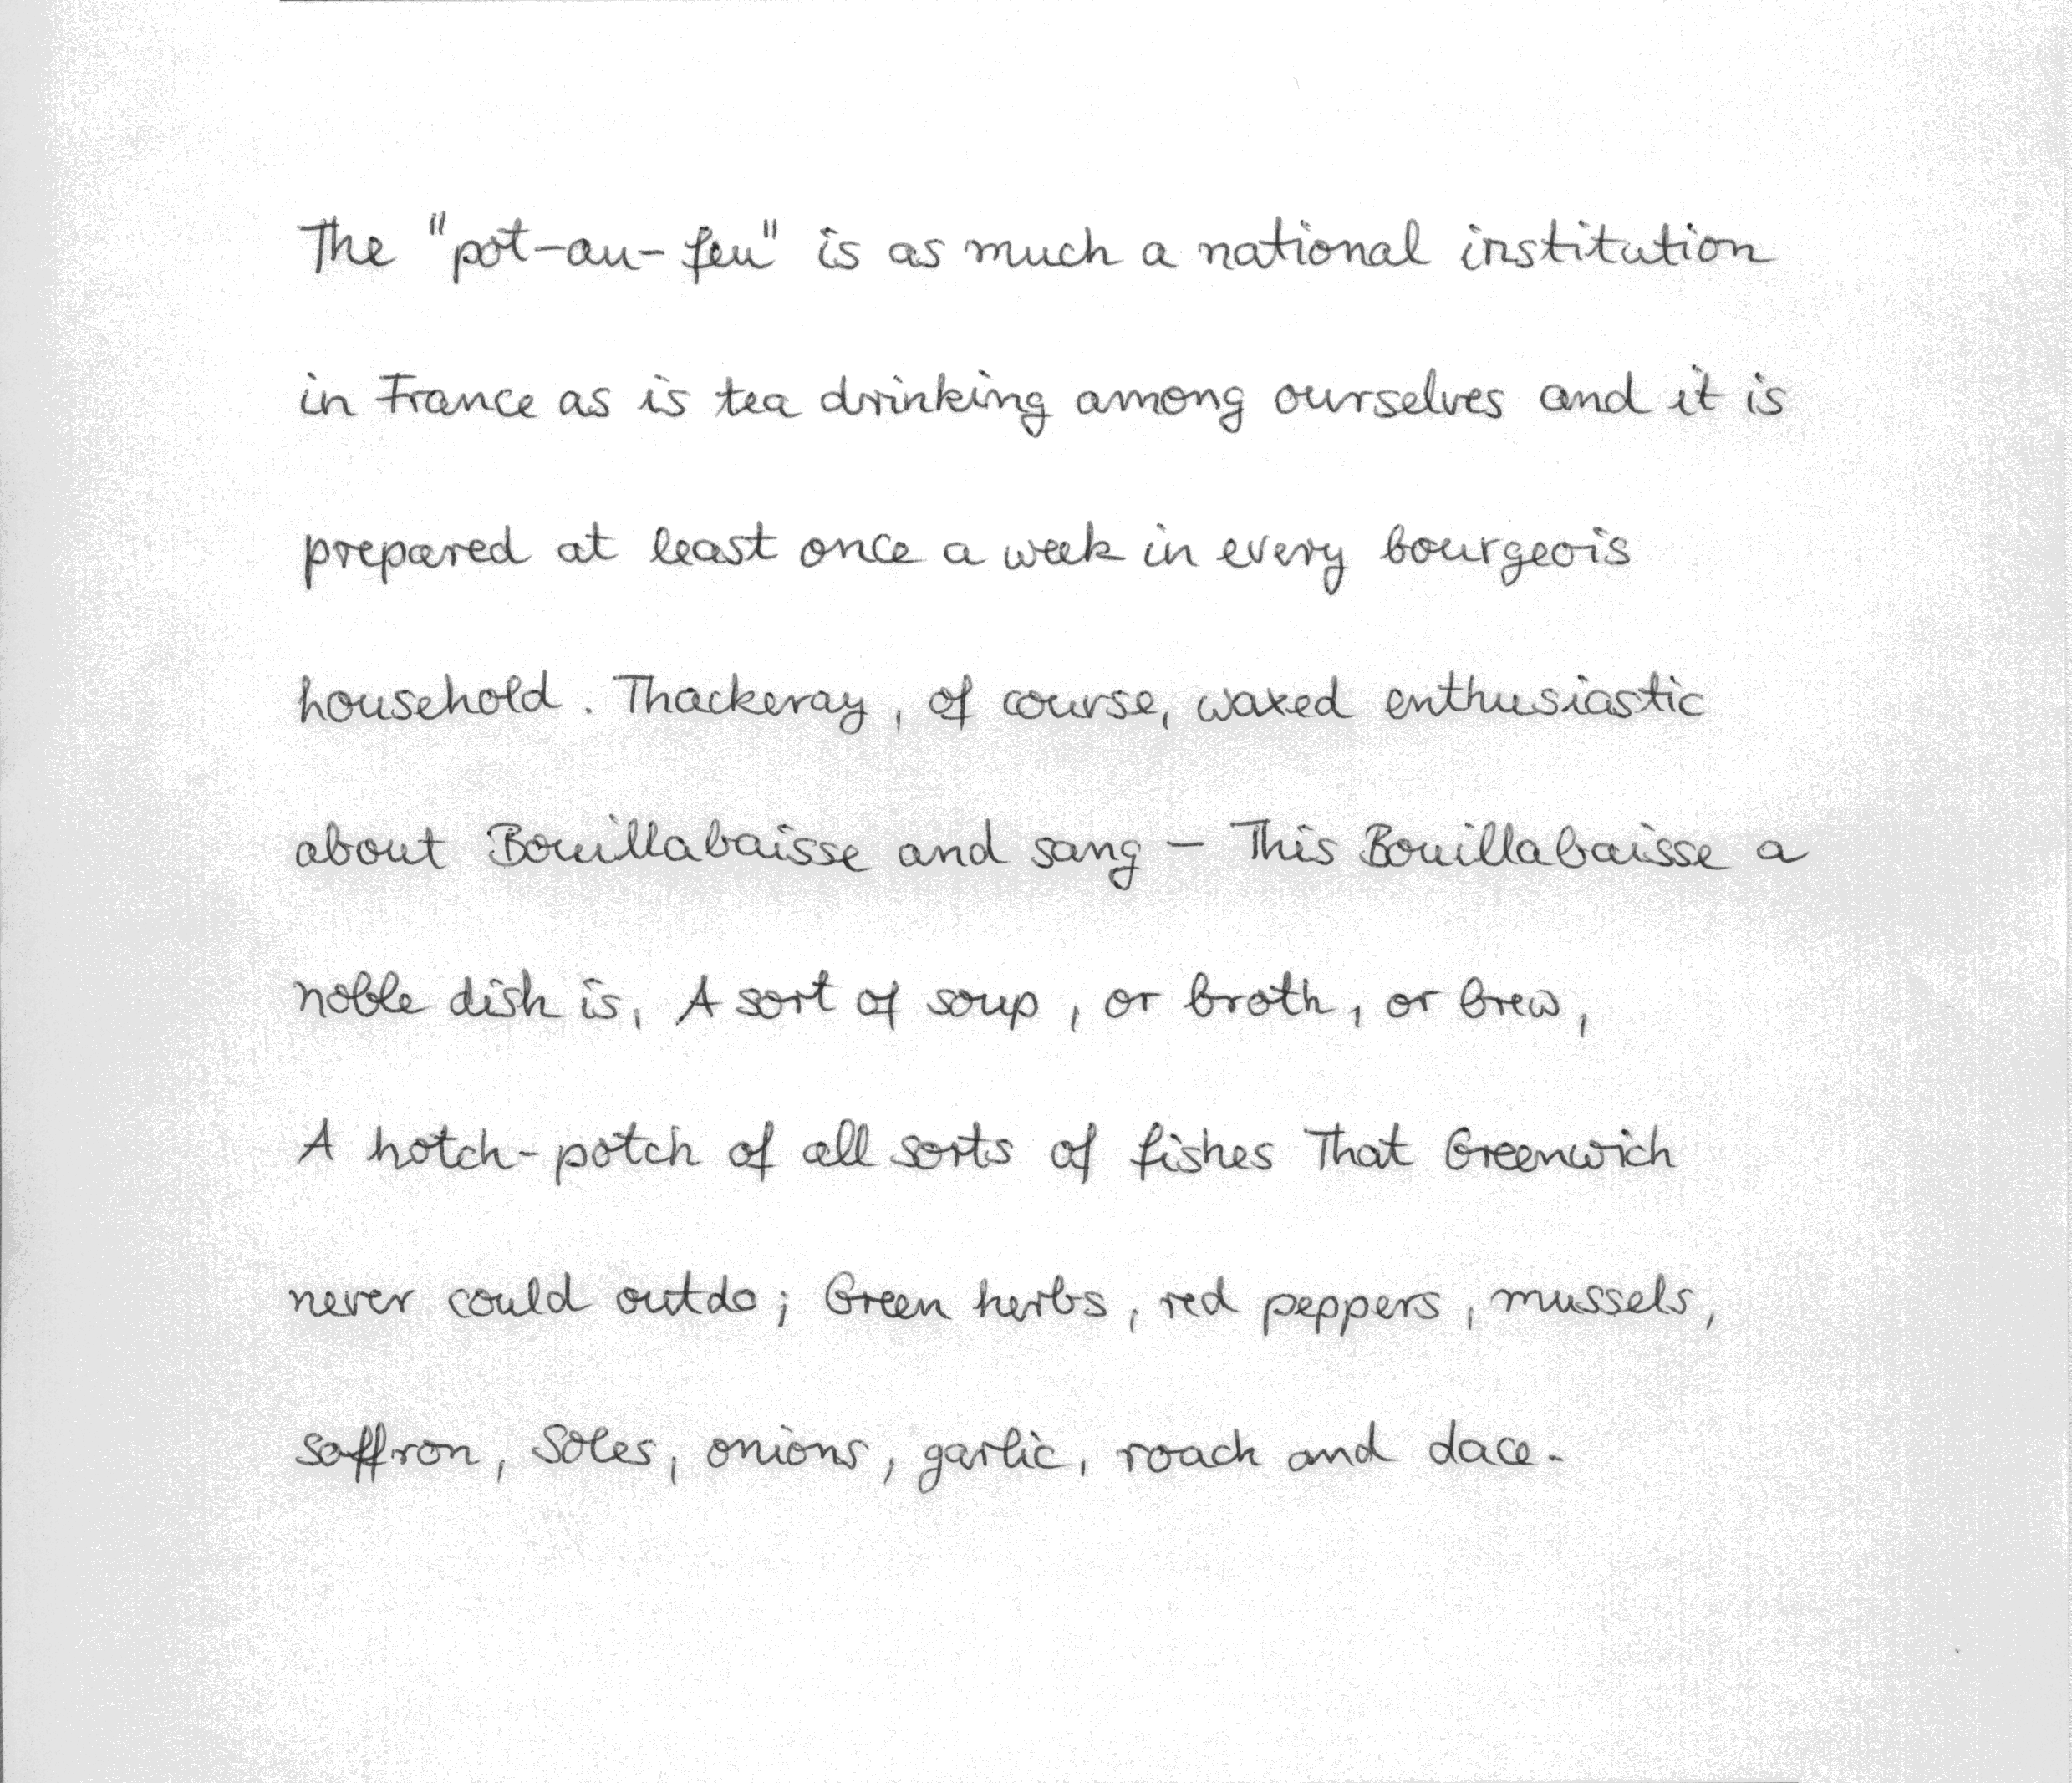 The "pot-au-feu" is as much a national institution
in France as is tea drinking among ourselves and it is
prepared at least once a week in every bourgeois
household. Thackeray, of course, waxed enthusiastic
about Bouillabaisse and sang - This Bouillabaisse a
noble dish is, A sort of soup, or broth, or brew,
A hotch-potch of all sorts of fishes That Greenwich
never could outdo; Green herbs, red peppers, mussels,
saffron, Soles, onions, garlic, roach and dace.